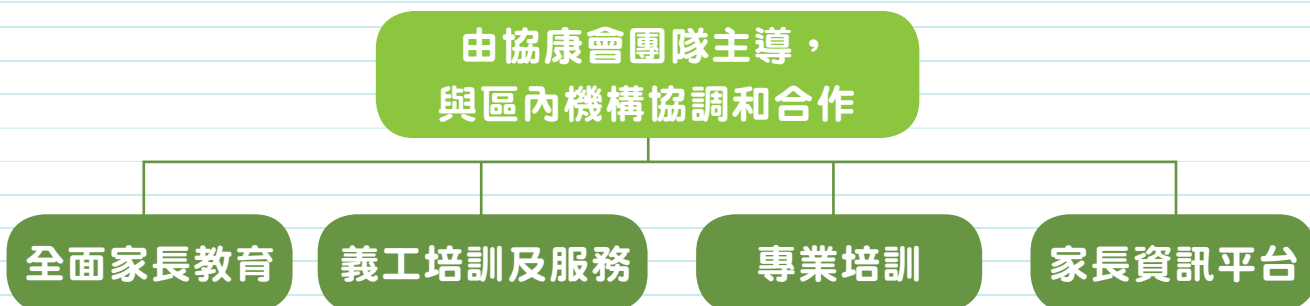 由協康會團隊主導，
與區內機構協調和合作
全面家長教育
義工培訓及服務
專業培訓
家長資訊平台